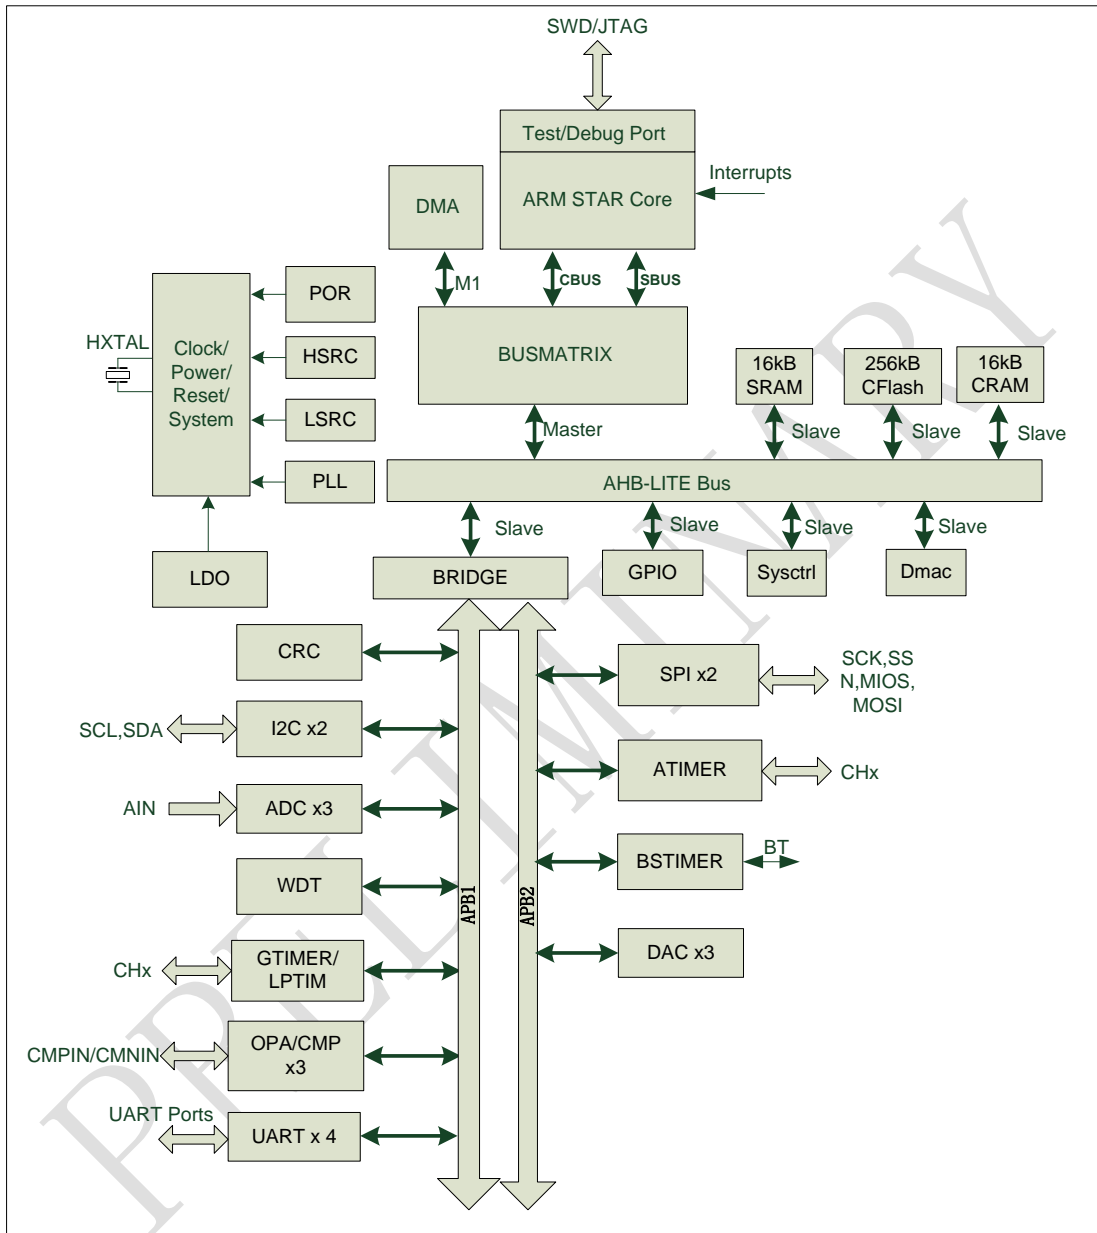 SWD/JTAG
Test/Debug Port
ARM STAR Core
Interrupts
DMA
M1
CBUS
SBUS
BUSMATRIX
HXTAL
Clock/
Power/
Reset/
System
POR
HSRC
LSRC
PLL
LDO
16kB
SRAM
256kB
CFlash
16kB
CRAM
Master
Slave
Slave
Slave
AHB-LITE Bus
Slave
Slave
Slave
Slave
BRIDGE
GPIO
Sysctrl
Dmac
APB1
APB2
CRC
SCL,SDA
I2C x2
AIN
ADC x3
WDT
CHx
GTIMER/
LPTIM
CMPIN/CMNIN
OPA/CMP
x3
UART Ports
UART x 4
SPI x2
SCK,SS
N,MIOS,
MOSI
ATIMER
CHx
BSTIMER
BT
DAC x3
PRELIMINARY